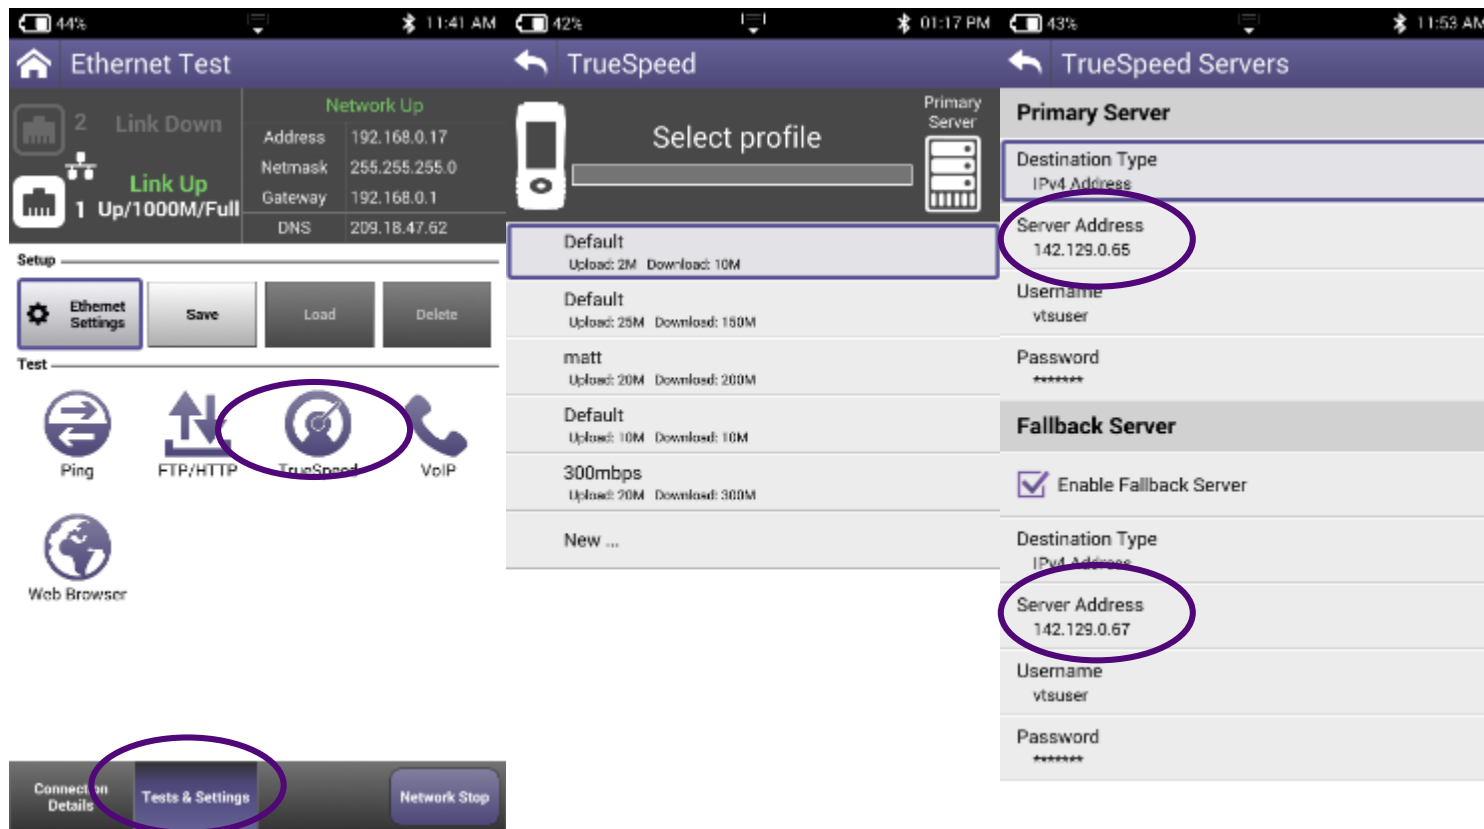 44%
11:41 AM
Ethernet Test
2 Link Down
Link Up
1 Up/1000M/Full
Network Up
Address 192.168.0.17
Netmask 255.255.255.0
Gateway 192.168.0.1
DNS 209.18.47.62
Setup
Ethernet
Settings
Save
Load
Delete
Test
Ping
FTP/HTTP
TrueSpeed
VoIP
Web Browser
Connection
Details
Tests & Settings
Network Stop
42%
01:17 PM
TrueSpeed
Select profile
Primary
Server
Default
Upload: 2M Download: 10M
Default
Upload: 25M Download: 150M
matt
Upload: 20M Download: 200M
Default
Upload: 10M Download: 10M
300mbps
Upload: 20M Download: 300M
New ...
43%
11:53 AM
TrueSpeed Servers
Primary Server
Destination Type
IPv4 Address
Server Address
142.129.0.65
Username
vtsuser
Password
*******
Fallback Server
Enable Fallback Server
Destination Type
IPv4 Address
Server Address
142.129.0.67
Username
vtsuser
Password
*******